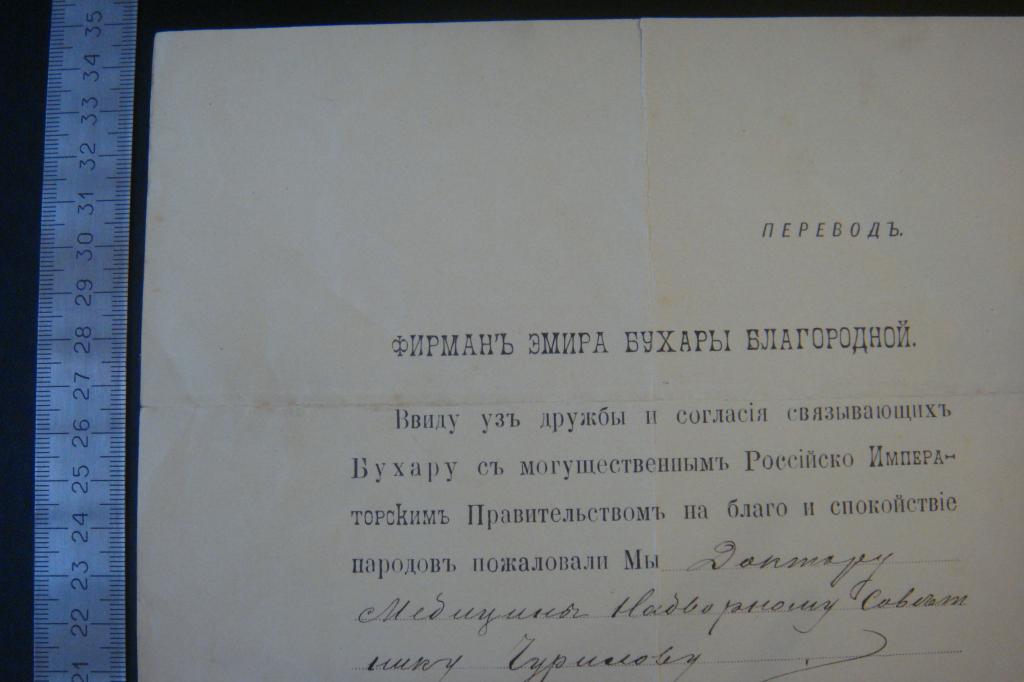 35
34
33
32
31
30
29
28
27
26
25
24
23
22
21
ПЕРЕВОДЪ.
ФИРМАНЪ ЭМИРА БУХАРЫ БЛАГОРОДНОЙ.
Ввиду узъ дружбы и согласія связывающихъ
Бухару съ могущественнымъ Россійско ИМПЕРА-
ТОРСКИМЪ Правительствомъ на благо и спокойствіе
народовъ пожаловали Мы Доктору
Медицины Надворному Совѣт
нику Чурилову